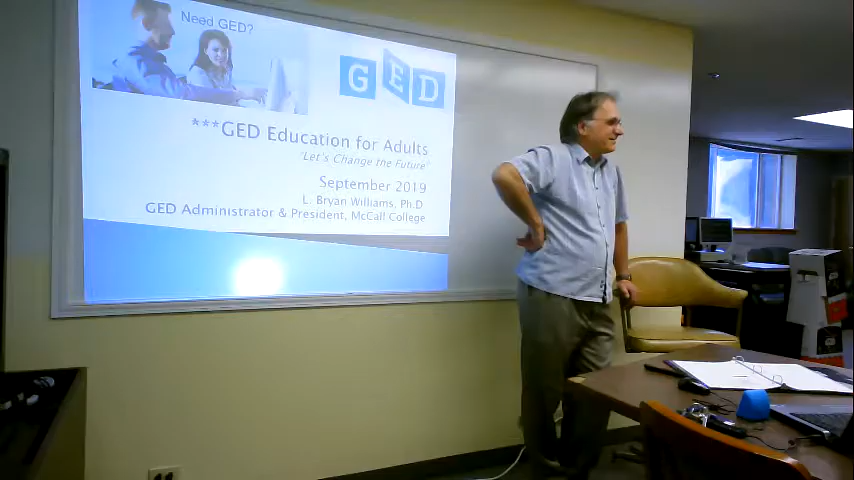 Need GED?
GED
***GED Education for Adults
"Let's Change the Future"
September 2019
L. Bryan Williams, Ph.D
GED Administrator & President, McCall College